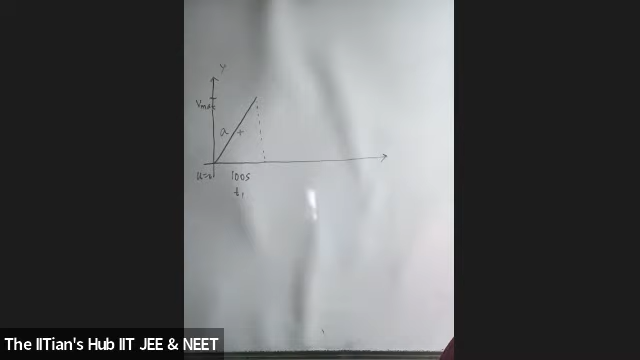 V
Vmax
a +
u=0 100s
t₁
The IITian's Hub IIT JEE & NEET